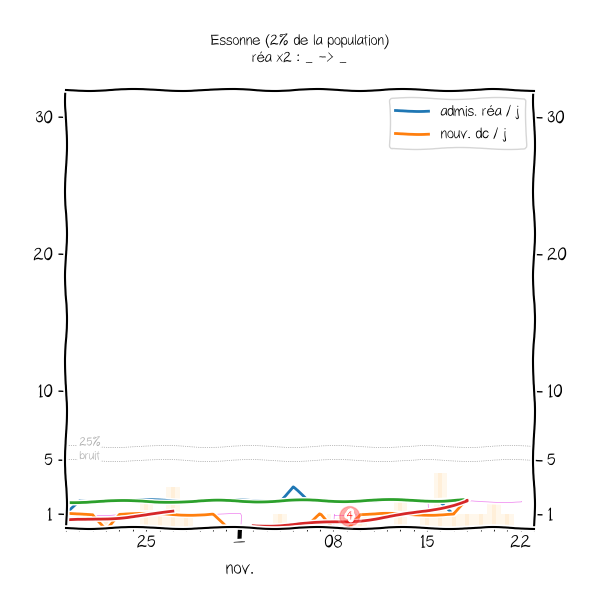 Essonne (2% de la population)
réa x2 : _ -> _
admis. réa / j
nouv. dc / j
30
30
20
20
10
10
25%
bruit
5
5
4
1
1
25
1
08
15
22
nov.